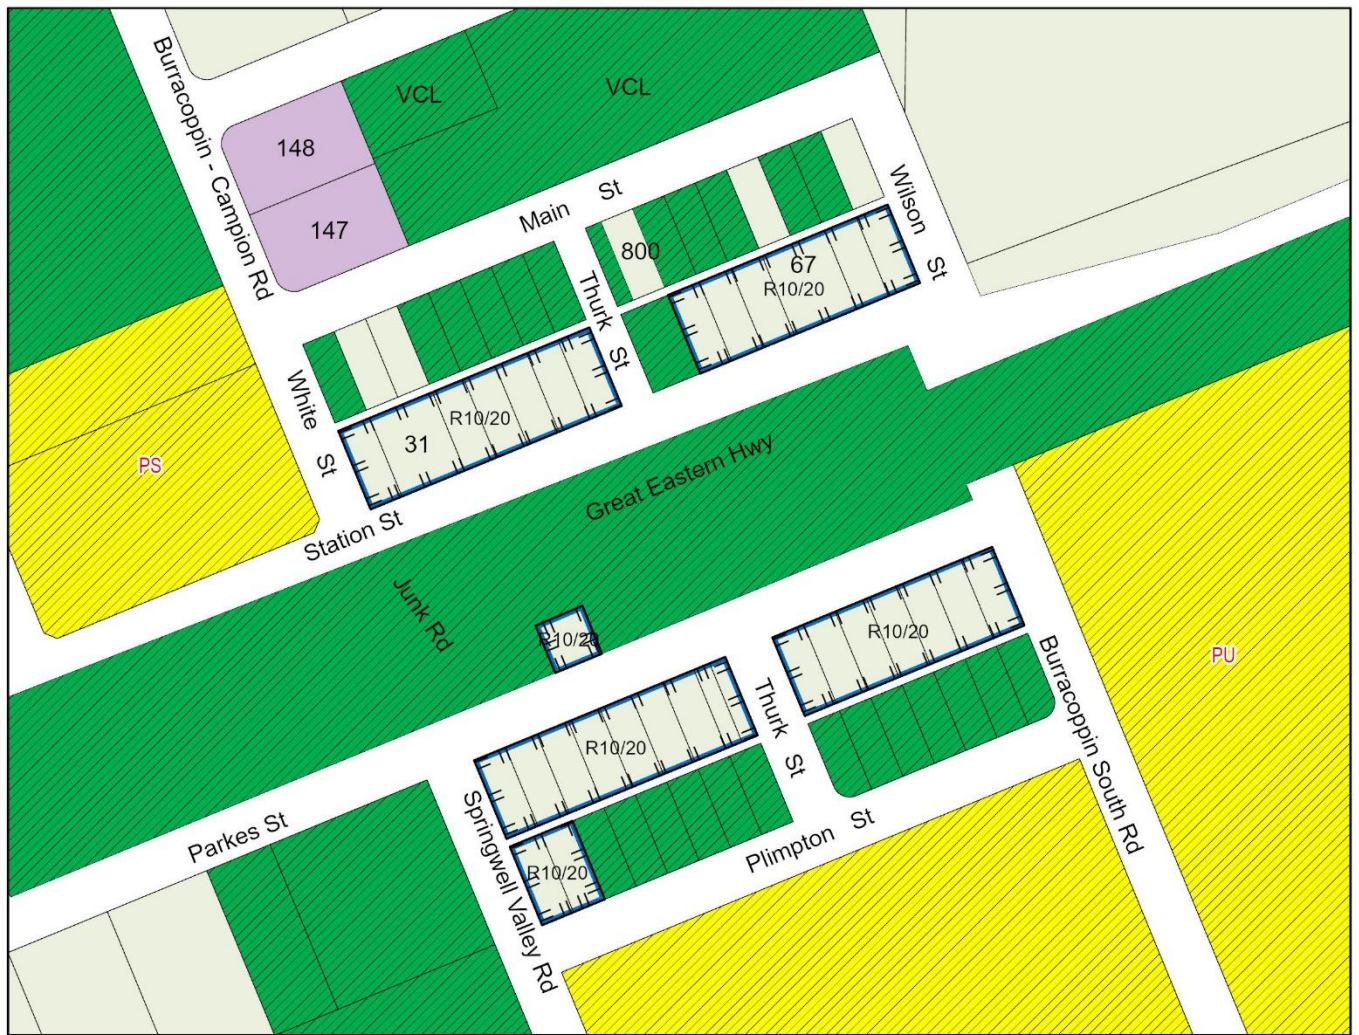 Burracoppin - Campion Rd
VCL
VCL
148
147
Main St
Wilson St
800
67
R10/20
Thurk St
White St
31
R10/20
PS
Great Eastern Hwy
Station St
Junk Rd
R10/20
R10/20
PU
Burracoppin South Rd
Thurk St
R10/20
Springwell Valley Rd
Parkes St
Plimpton St
R10/20